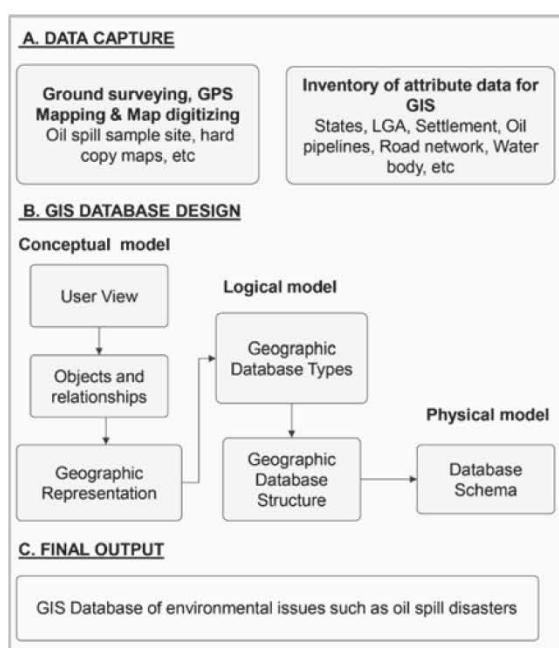 A. DATA CAPTURE
Ground surveying, GPS
Mapping & Map digitizing
Oil spill sample site, hard
copy maps, etc
Inventory of attribute data for
GIS
States, LGA, Settlement, Oil
pipelines, Road network, Water
body, etc
B. GIS DATABASE DESIGN
Conceptual model
User View
Objects and
relationships
Geographic
Representation
Logical model
Geographic
Database Types
Geographic
Database
Structure
Physical model
Database
Schema
C. FINAL OUTPUT
GIS Database of environmental issues such as oil spill disasters